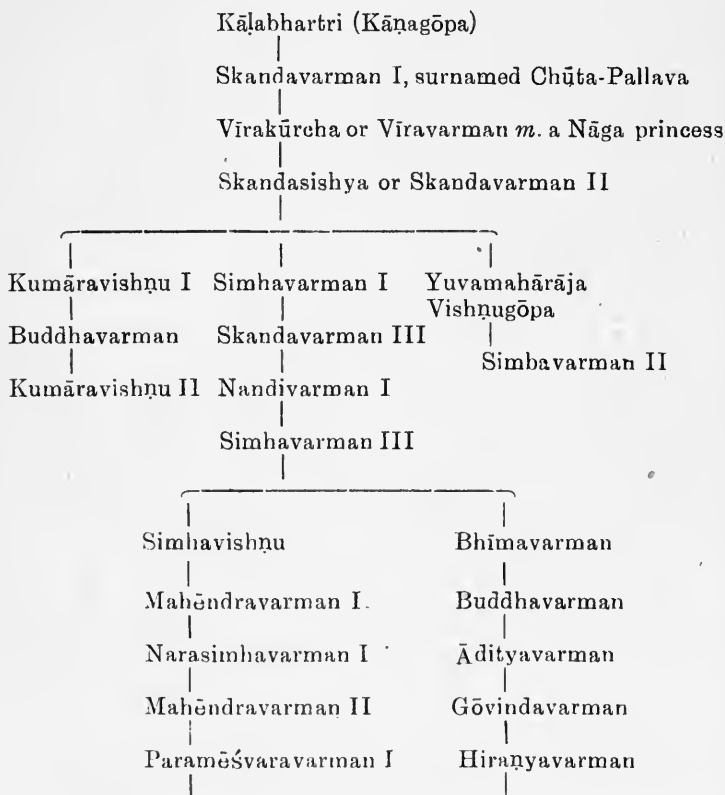 Kāḷabhartri (Kāṇagōpa)
Skandavarman I, surnamed Chūta-Pallava
Vīrakūrcha or Vīravarman m. a Nāga princess
Skandasishya or Skandavarman II
Kumāravishṇu I Simhavarman I Yuvamahārāja
Vishṇugōpa
Buddhavarman Skandavarman III
Simbavarman II
Kumāravishṇu II Nandivarman I
Simhavarman III
Simhavishṇu Bhīmavarman
Mahēndravarman I. Buddhavarman
Narasimhavarman I Ādityavarman
Mahēndravarman II Gōvindavarman
Paramēśvaravarman I Hiraṇyavarman